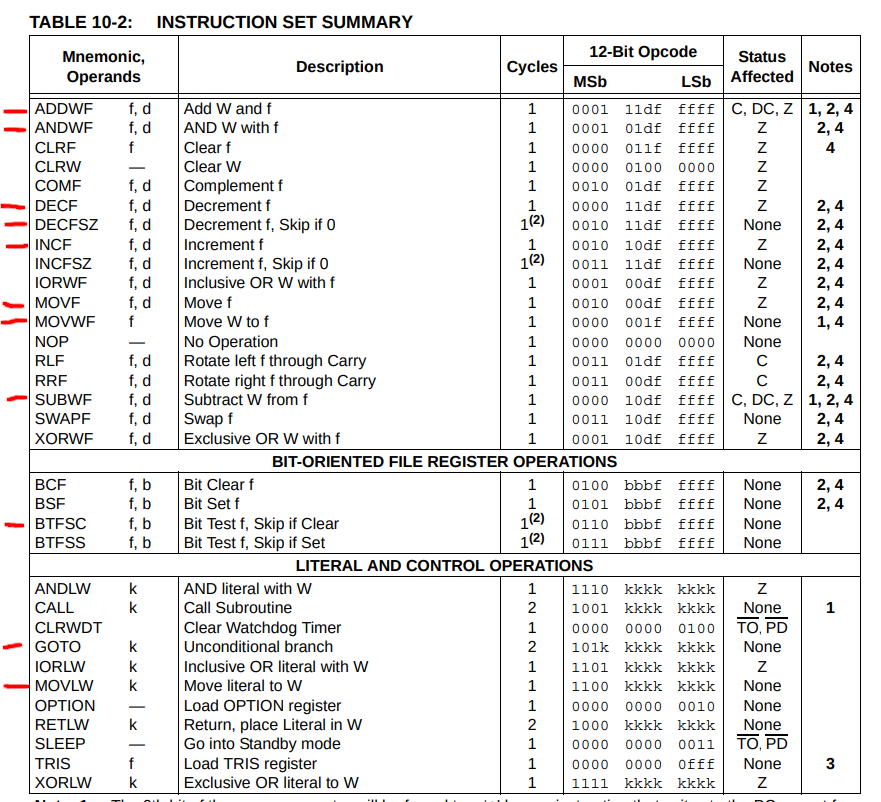 TABLE 10-2: INSTRUCTION SET SUMMARY
Mnemonic, Operands Description Cycles 12-Bit Opcode MSb LSb Status Affected Notes
ADDWF f, d Add W and f 1 0001 11df ffff C, DC, Z 1, 2, 4
ANDWF f, d AND W with f 1 0001 01df ffff Z 2, 4
CLRF f Clear f 1 0000 011f ffff Z 4
CLRW — Clear W 1 0000 0100 0000 Z
COMF f, d Complement f 1 0010 01df ffff Z
DECF f, d Decrement f 1 0000 11df ffff Z 2, 4
DECFSZ f, d Decrement f, Skip if 0 1(2) 0010 11df ffff None 2, 4
INCF f, d Increment f 1 0010 10df ffff Z 2, 4
INCFSZ f, d Increment f, Skip if 0 1(2) 0011 11df ffff None 2, 4
IORWF f, d Inclusive OR W with f 1 0001 00df ffff Z 2, 4
MOVF f, d Move f 1 0010 00df ffff Z 2, 4
MOVWF f Move W to f 1 0000 001f ffff None 1, 4
NOP — No Operation 1 0000 0000 0000 None
RLF f, d Rotate left f through Carry 1 0011 01df ffff C 2, 4
RRF f, d Rotate right f through Carry 1 0011 00df ffff C 2, 4
SUBWF f, d Subtract W from f 1 0000 10df ffff C, DC, Z 1, 2, 4
SWAPF f, d Swap f 1 0011 10df ffff None 2, 4
XORWF f, d Exclusive OR W with f 1 0001 10df ffff Z 2, 4
BIT-ORIENTED FILE REGISTER OPERATIONS
BCF f, b Bit Clear f 1 0100 bbbf ffff None 2, 4
BSF f, b Bit Set f 1 0101 bbbf ffff None 2, 4
BTFSC f, b Bit Test f, Skip if Clear 1(2) 0110 bbbf ffff None
BTFSS f, b Bit Test f, Skip if Set 1(2) 0111 bbbf ffff None
LITERAL AND CONTROL OPERATIONS
ANDLW k AND literal with W 1 1110 kkkk kkkk Z
CALL k Call Subroutine 2 1001 kkkk kkkk None 1
CLRWDT Clear Watchdog Timer 1 0000 0000 0100 TO, PD
GOTO k Unconditional branch 2 101k kkkk kkkk None
IORLW k Inclusive OR literal with W 1 1101 kkkk kkkk Z
MOVLW k Move literal to W 1 1100 kkkk kkkk None
OPTION — Load OPTION register 1 0000 0000 0010 None
RETLW k Return, place Literal in W 2 1000 kkkk kkkk None
SLEEP — Go into Standby mode 1 0000 0000 0011 TO, PD
TRIS f Load TRIS register 1 0000 0000 0fff None 3
XORLW k Exclusive OR literal to W 1 1111 kkkk kkkk Z